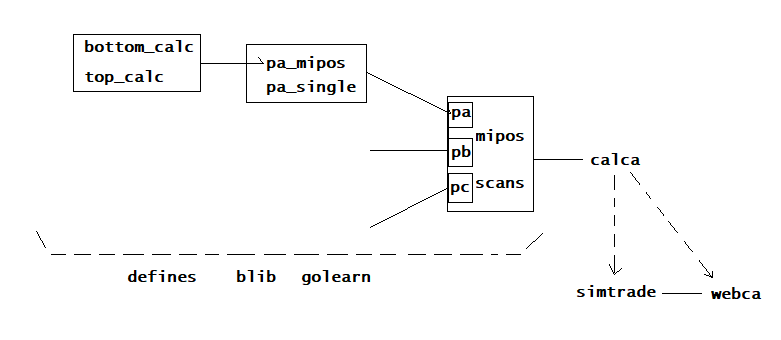 bottom_calc
top_calc
pa_mipos
pa_single
pa
mipos
pb
pc
scans
calca
defines blib golearn
simtrade
webca